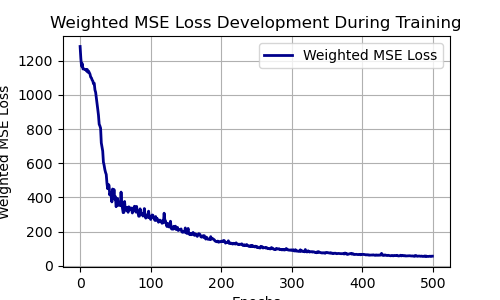 Weighted MSE Loss Development During Training
Weighted MSE Loss
Weighted MSE Loss
1200
1000
800
600
400
200
0
0 100 200 300 400 500
Epochs